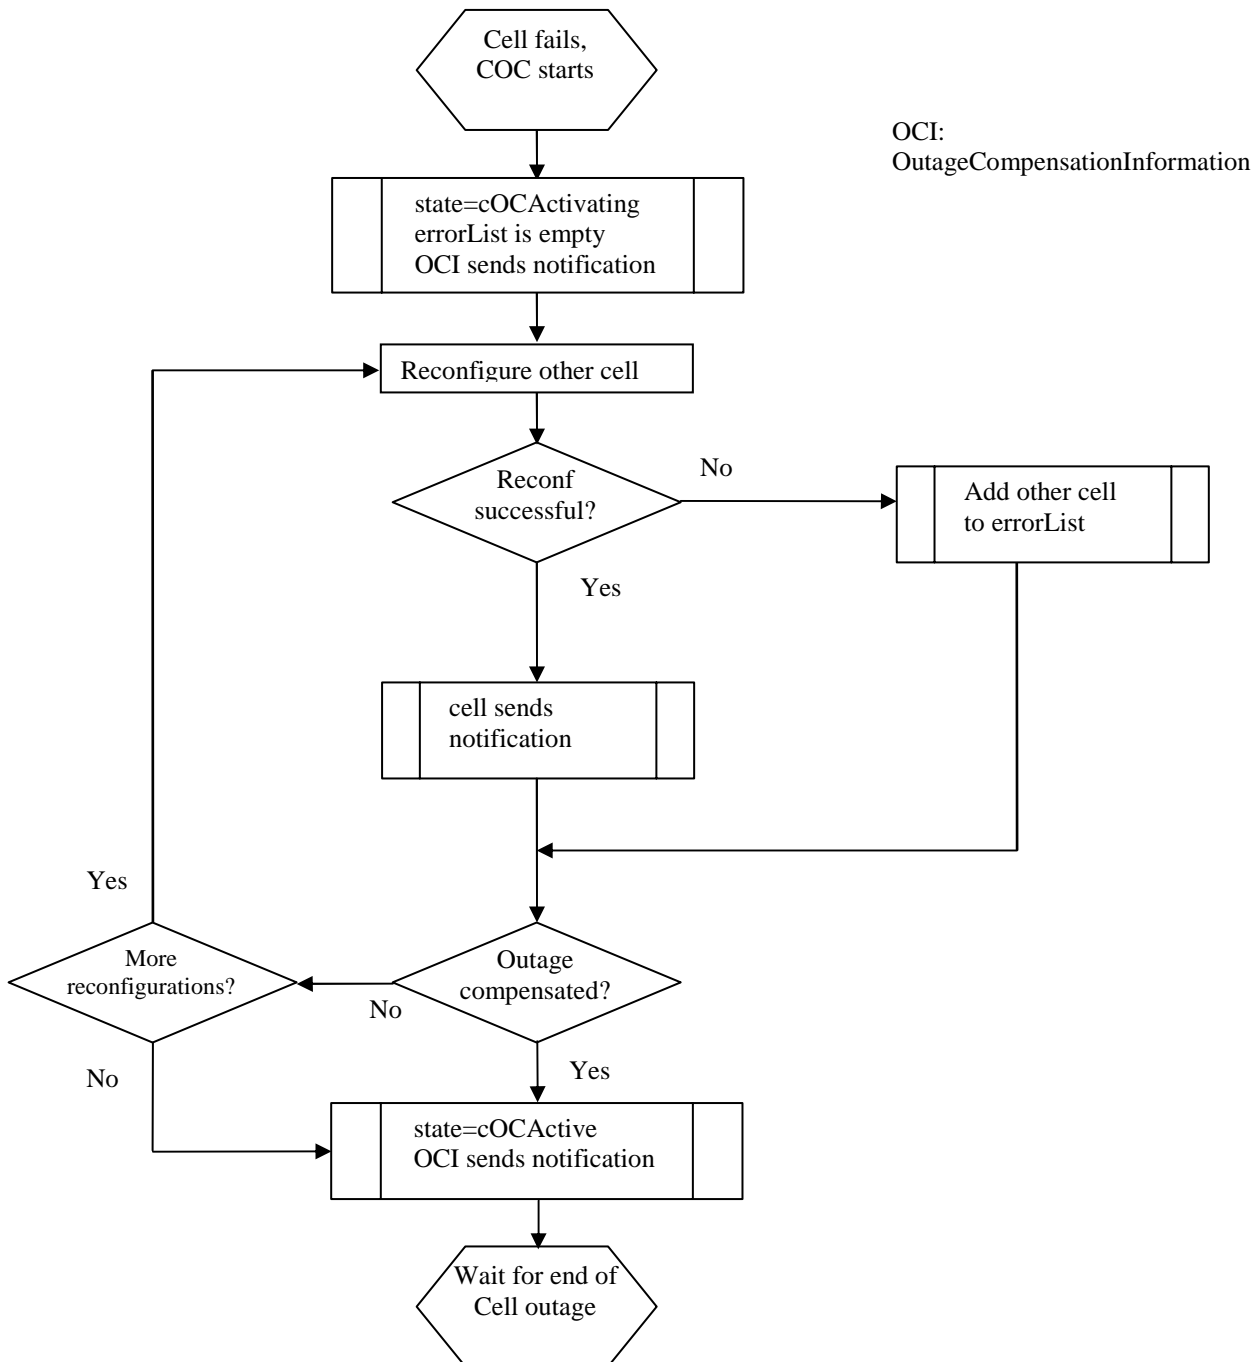 Cell fails,
COC starts
OCI:
OutageCompensationInformation
state=cOCActivating
errorList is empty
OCI sends notification
Reconfigure other cell
Reconf
successful?
No
Add other cell
to errorList
Yes
cell sends
notification
Yes
More
reconfigurations?
Outage
compensated?
No
No
Yes
state=cOCActive
OCI sends notification
Wait for end of
Cell outage